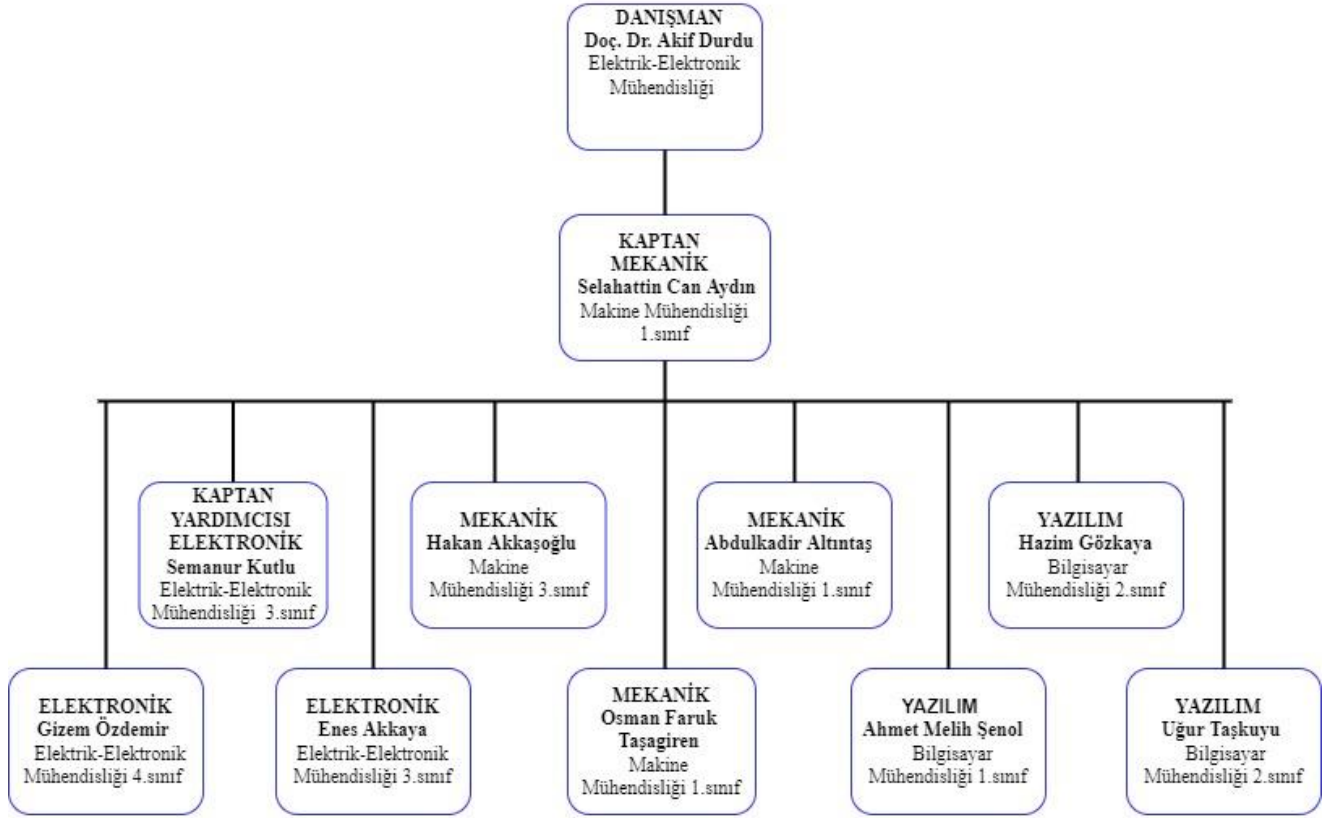 DANIŞMAN
Doç. Dr. Akif Durdu
Elektrik-Elektronik
Mühendisliği
KAPTAN
MEKANİK
Selahattin Can Aydın
Makine Mühendisliği
1.sınıf
KAPTAN
YARDIMCISI
ELEKTRONİK
Semanur Kutlu
Elektrik-Elektronik
Mühendisliği 3.sınıf
MEKANİK
Hakan Akkaşoğlu
Makine
Mühendisliği 3.sınıf
MEKANİK
Abdulkadir Altıntaş
Makine
Mühendisliği 1.sınıf
YAZILIM
Hazim Gözkaya
Bilgisayar
Mühendisliği 2.sınıf
ELEKTRONİK
Gizem Özdemir
Elektrik-Elektronik
Mühendisliği 4.sınıf
ELEKTRONİK
Enes Akkaya
Elektrik-Elektronik
Mühendisliği 3.sınıf
MEKANİK
Osman Faruk
Taşagiren
Makine
Mühendisliği 1.sınıf
YAZILIM
Ahmet Melih Şenol
Bilgisayar
Mühendisliği 1.sınıf
YAZILIM
Uğur Taşkuyu
Bilgisayar
Mühendisliği 2.sınıf